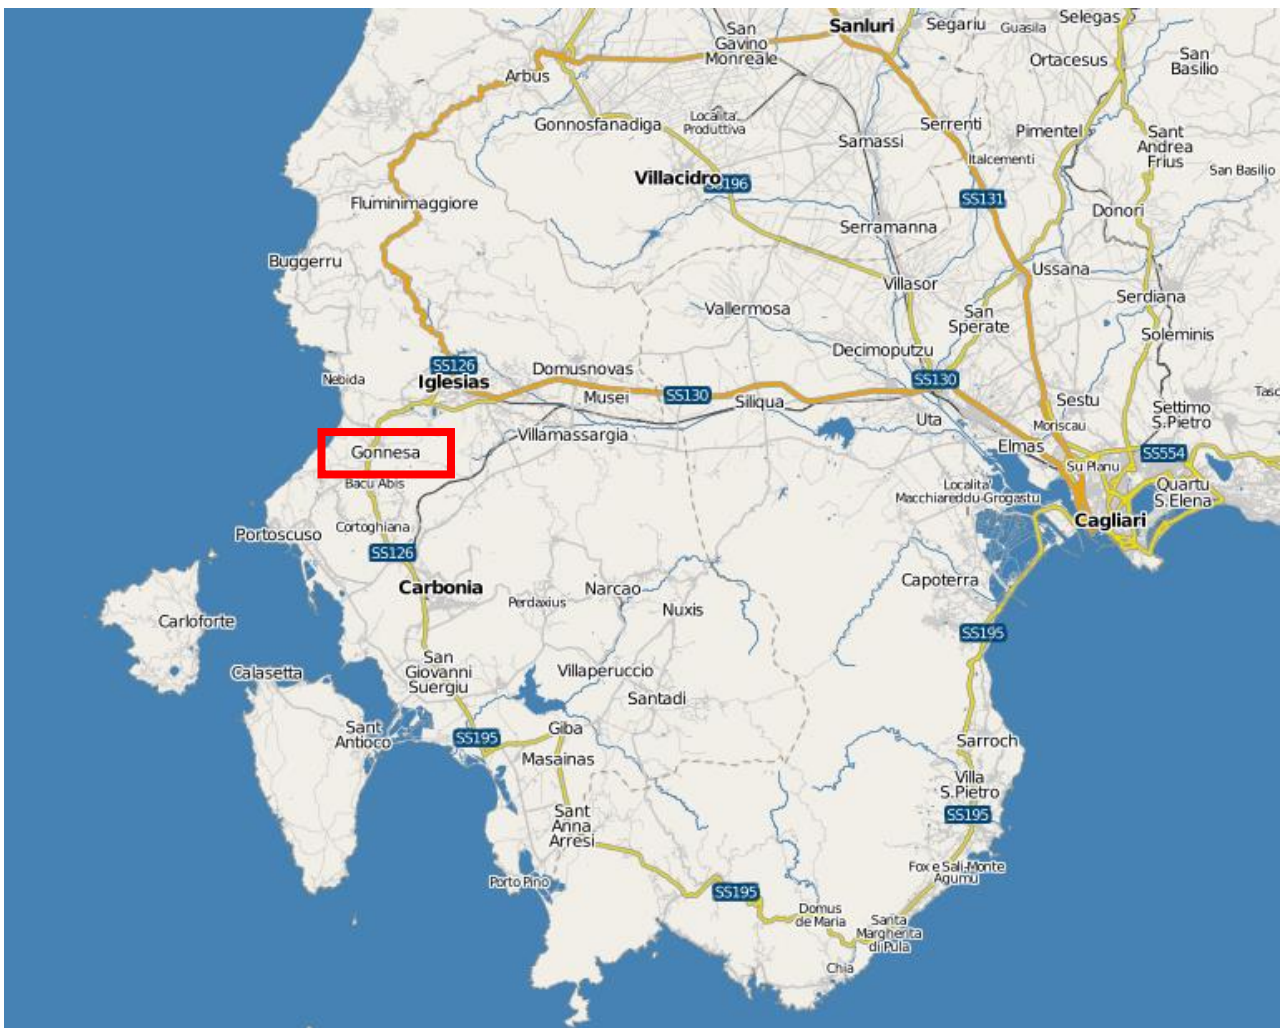 Sanluri
Segariu
Guasila
Selegas
San
Gavino
Monreale
Ortacesus
San
Basilio
Arbus
Gonnosfanadiga
Localita'
Produttiva
Serrenti
Samassi
Pimentel
Sant
Andrea
Frius
Italcementi
San Basilio
Villacidro
SS196
SS131
Fluminimaggiore
Donori
Serramanna
Buggerru
Ussana
Villasor
Serdiana
Vallermosa
San
Sperate
Soleminis
Decimoputzu
SS126
Iglesias
Nebida
Domusnovas
SS130
Musei
SS130
Siliqua
Sestu
Settimo
S.Pietro
Uta
Moriscau
Villamassargia
Elmas
Gonnesa
SS554
Su Planu
Bacu Abis
Localita
Macchiareddu-Grogastu
Quartu
S.Elena
Cortoghiana
Cagliari
Portoscuso
SS126
Carbonia
Narcao
Capoterra
Perdaxius
Nuxis
Carloforte
SS195
San
Giovanni
Suergiu
Calasetta
Villaperuccio
Santadi
Sant
Antioco
Giba
SS195
Sarroch
Masainas
Villa
S.Pietro
Sant
Anna
Arresi
SS195
Porto Pino
Fox e Sali-Monte
Agumu
SS195
Domus
de Maria
Santa
Margherita
di Pula
Chia